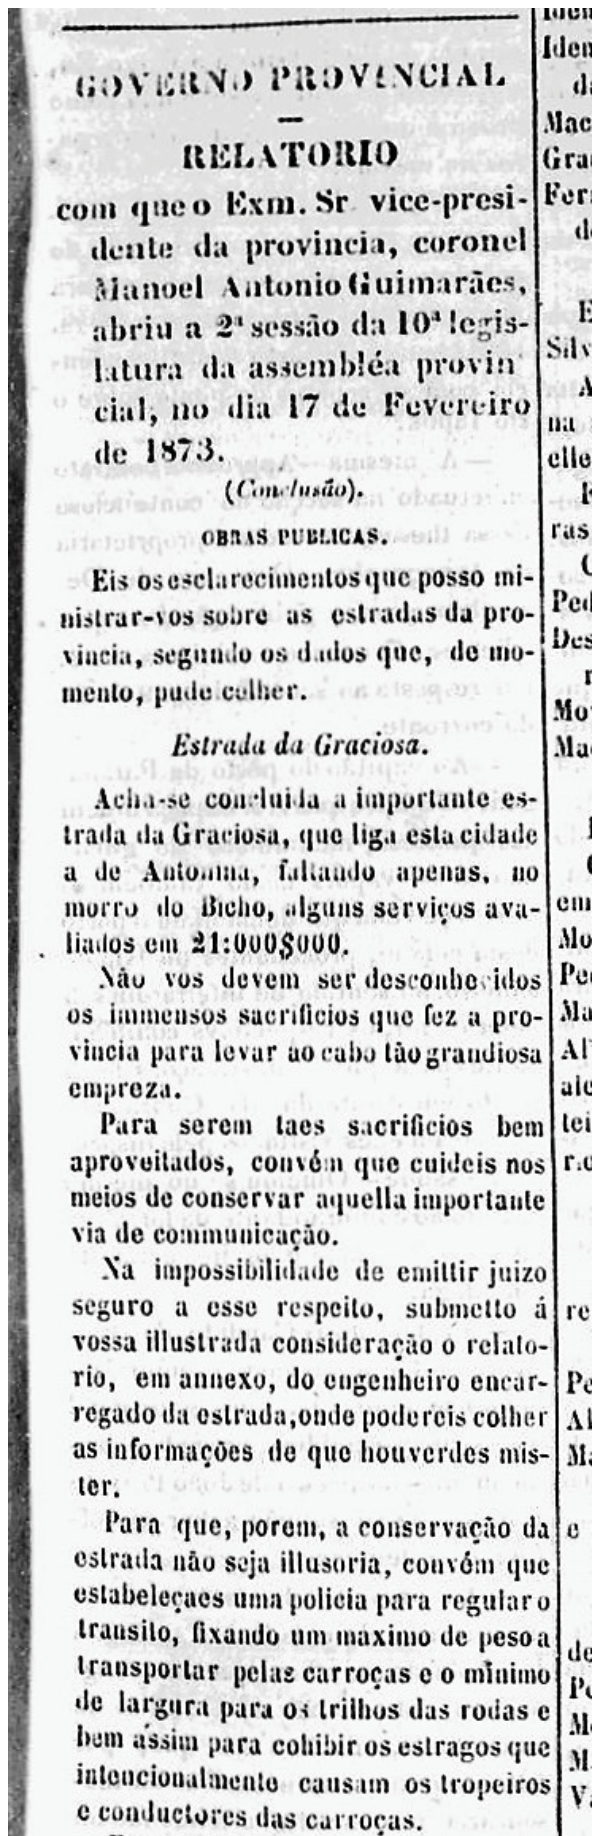 GOVERNO PROVINCIAL
—
RELATORIO
com que o Exm. Sr vice-presi-
dente da provincia, coronel
Manoel Antonio Guimarães,
abriu a 2ª sessão da 10ª legis-
latura da assembléa provin
cial, no dia 17 de Fevereiro
de 1873.
(Conclusão).
OBRAS PUBLICAS.
Eis os esclarecimentos que posso mi-
nistrar-vos sobre as estradas da pro-
vincia, segundo os dados que, de mo-
mento, pude colher.
Estrada da Graciosa.
Acha-se concluida a importante es-
trada da Graciosa, que liga esta cidade
a de Antonina, faltando apenas, no
morro do Bicho, alguns serviços ava-
liados em 21:000$000.
Não vos devem ser desconhecidos
os immensos sacrificios que fez a pro-
vincia para levar ao cabo tão grandiosa
empreza.
Para serem taes sacrificios bem
aproveitados, convém que cuideis nos
meios de conservar aquella importante
via de communicação.
Na impossibilidade de emittir juizo
seguro a esse respeito, submetto á
vossa illustrada consideração o relato-
rio, em annexo, do engenheiro encar-
regado da estrada, onde podereis colher
as informações de que houverdes mis-
ter.
Para que, porem, a conservação da
estrada não seja illusoria, convém que
estabeleçaes uma policia para regular o
transito, fixando um maximo de peso a
transportar pelas carroças e o minimo
de largura para os trilhos das rodas e
bem assim para cohibir os estragos que
intencionalmente causam os tropeiros
e conductores das carroças.